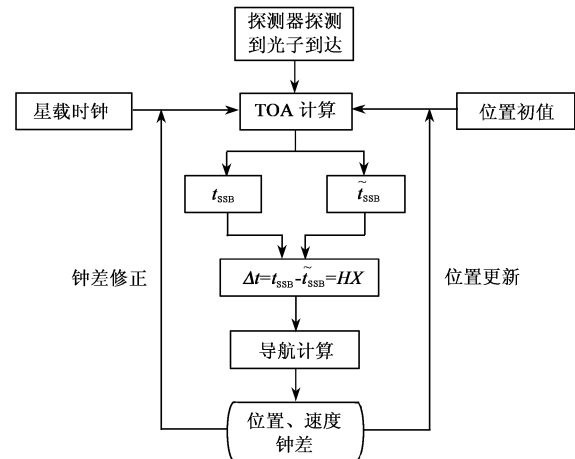 探测器探测
到光子到达
星载时钟
TOA 计算
位置初值
t_SSB
t̃_SSB
Δt=t_SSB-t̃_SSB=HX
钟差修正
位置更新
导航计算
位置、速度
钟差